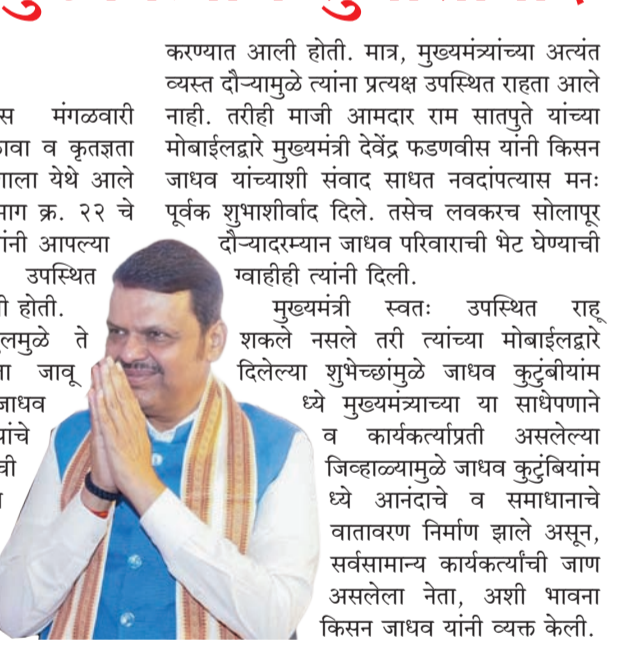 स मंगळवारी
ावा व कृतज्ञता
गाला येथे आले
भाग क्र. २२ चे
ांनी आपल्या
उपस्थित
ी होती.
लमुळे ते
ता जावू
जाधव
यांचे
ची
करण्यात आली होती. मात्र, मुख्यमंत्र्यांच्या अत्यंत
व्यस्त दौऱ्यामुळे त्यांना प्रत्यक्ष उपस्थित राहता आले
नाही. तरीही माजी आमदार राम सातपुते यांच्या
मोबाईलद्वारे मुख्यमंत्री देवेंद्र फडणवीस यांनी किसन
जाधव यांच्याशी संवाद साधत नवदांपत्यास मनः
पूर्वक शुभाशीर्वाद दिले. तसेच लवकरच सोलापूर
दौऱ्यादरम्यान जाधव परिवाराची भेट घेण्याची
ग्वाहीही त्यांनी दिली.
मुख्यमंत्री स्वतः उपस्थित राहू
शकले नसले तरी त्यांच्या मोबाईलद्वारे
दिलेल्या शुभेच्छांमुळे जाधव कुटुंबीयांम
ध्ये मुख्यमंत्र्याच्या या साधेपणाने
व कार्यकर्त्याप्रती असलेल्या
जिव्हाळ्यामुळे जाधव कुटुंबियांम
ध्ये आनंदाचे व समाधानाचे
वातावरण निर्माण झाले असून,
सर्वसामान्य कार्यकर्त्यांची जाण
असलेला नेता, अशी भावना
किसन जाधव यांनी व्यक्त केली.